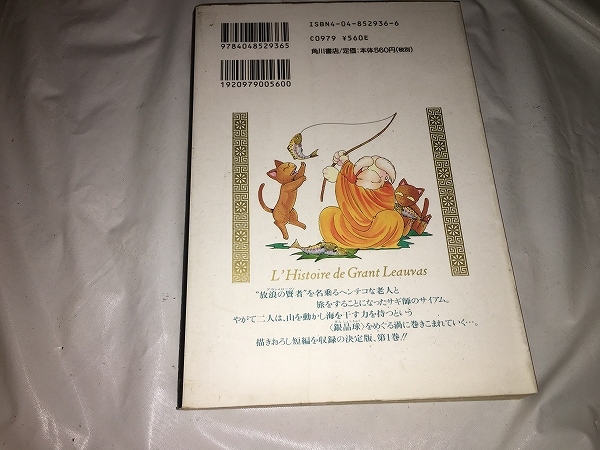 ISBN4-04-852936-6
C0979 ¥560E
角川書店/定価:本体560円(税別)
9784048529365
1920979005600
L'Histoire de Grant Leauvas
"放浪の賢者"を名乗るヘンテコな老人と
旅をすることになったサギ師のサイアム。
やがて二人は、山を動かし海を干す力を持つという
〈銀晶球〉をめぐる渦に巻きこまれていく…。
描きおろし短編を収録の決定版、第1巻!!